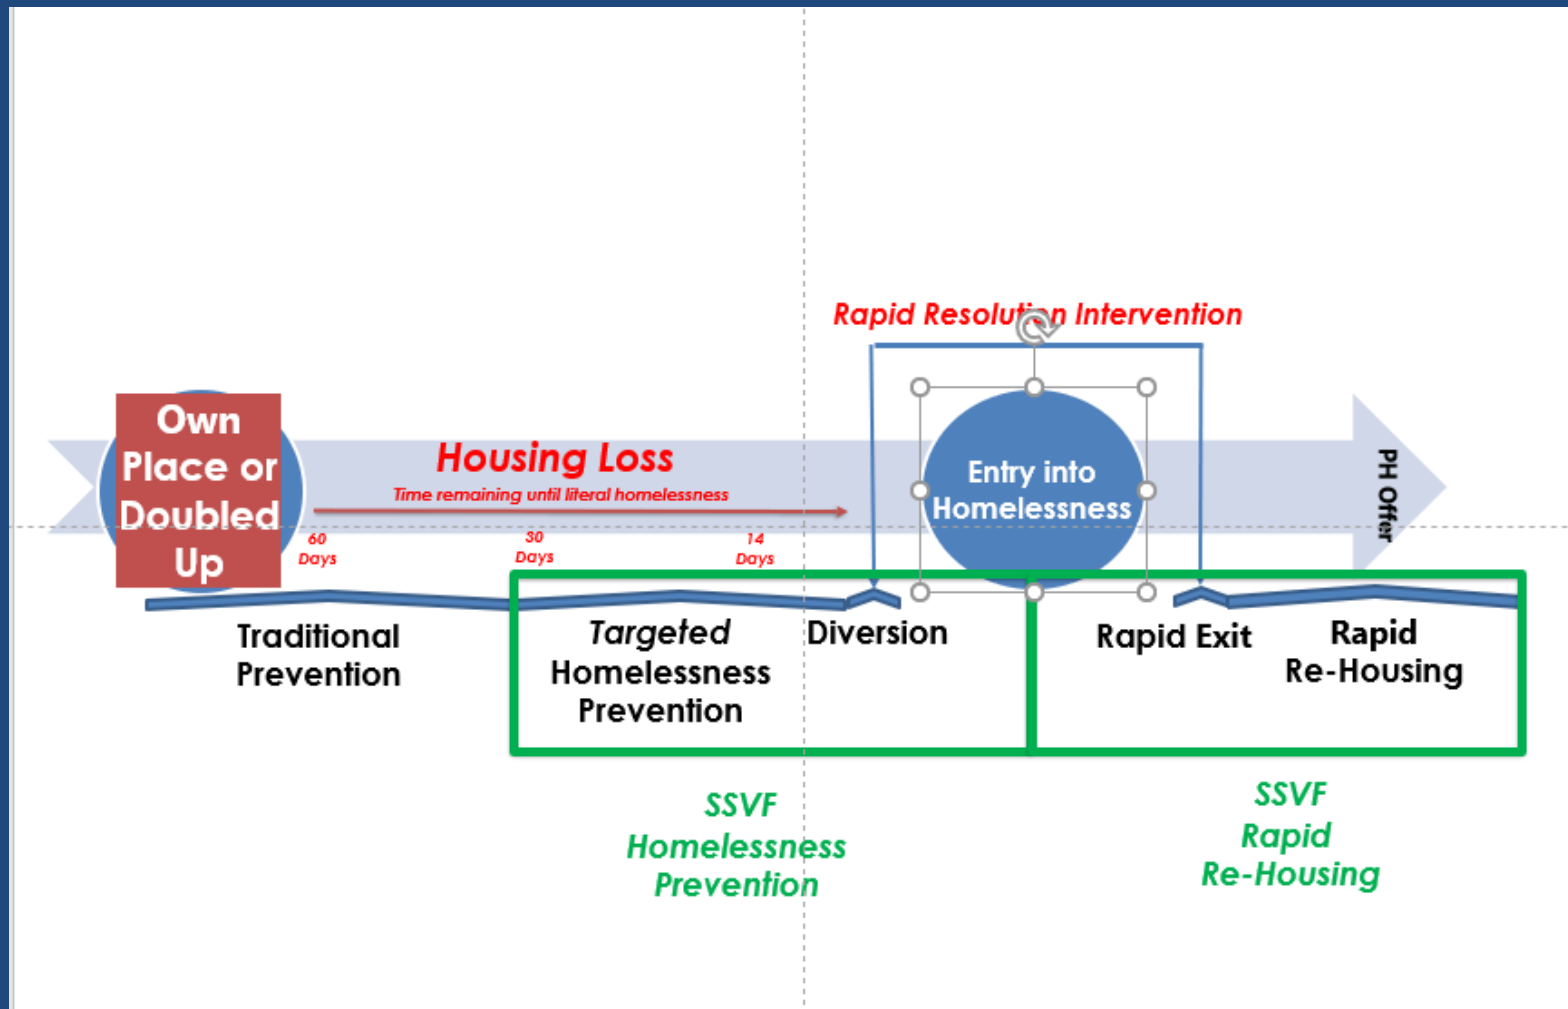 Rapid Resolution Intervention
Own
Place or
Doubled
Up
Housing Loss
Time remaining until literal homelessness
60
Days
30
Days
14
Days
Entry into
Homelessness
PH Offer
Traditional
Prevention
Targeted
Homelessness
Prevention
Diversion
Rapid Exit
Rapid
Re-Housing
SSVF
Homelessness
Prevention
SSVF
Rapid
Re-Housing